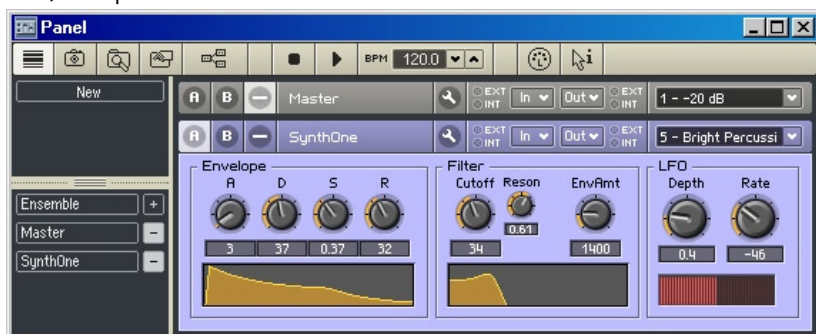 Panel
BPM 120.0
New
A B Master EXT INT In Out EXT INT 1 - -20 dB
A B SynthOne EXT INT In Out EXT INT 5 - Bright Percussi
Envelope Filter LFO
A D S R Cutoff Reson EnvAmt Depth Rate
0.61
3 37 0.37 32 34 1400 0.4 -46
Ensemble +
Master -
SynthOne -